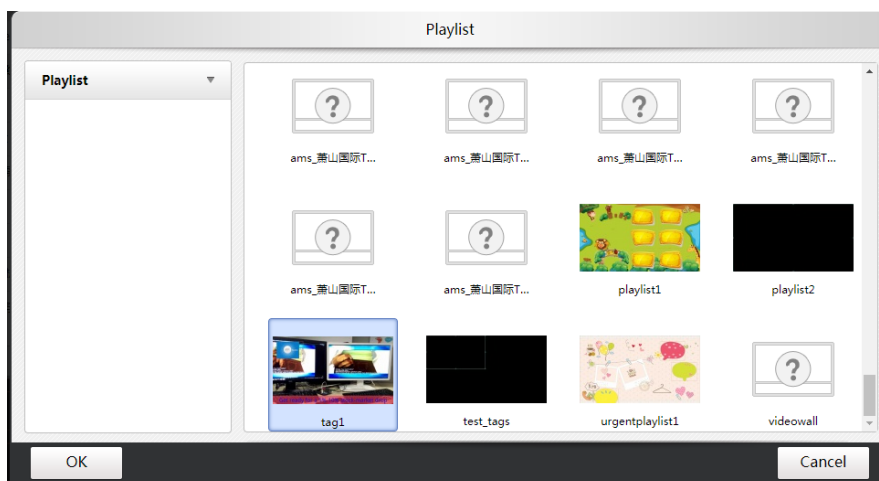 Playlist
Playlist
ams_萧山国际T...
ams_萧山国际T...
ams_萧山国际T...
ams_萧山国际T...
ams_萧山国际T...
ams_萧山国际T...
playlist1
playlist2
tag1
test_tags
urgentplaylist1
videowall
OK
Cancel